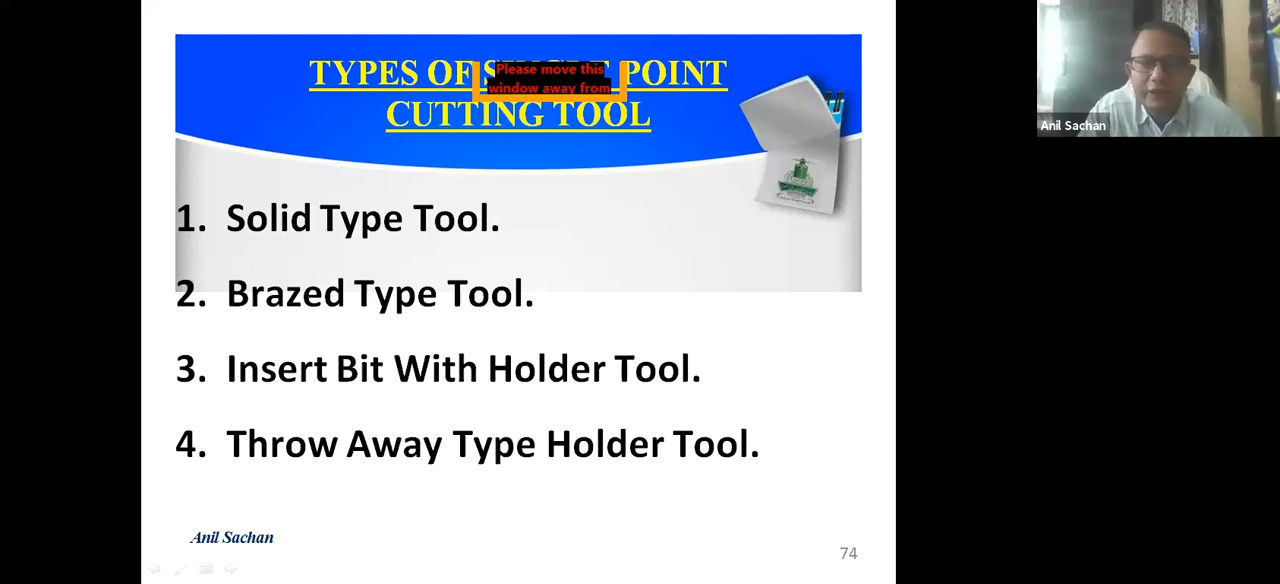 TYPES OF POINT
Please move this
window away from
CUTTING TOOL
1. Solid Type Tool.
2. Brazed Type Tool.
3. Insert Bit With Holder Tool.
4. Throw Away Type Holder Tool.
Anil Sachan
74
Anil Sachan